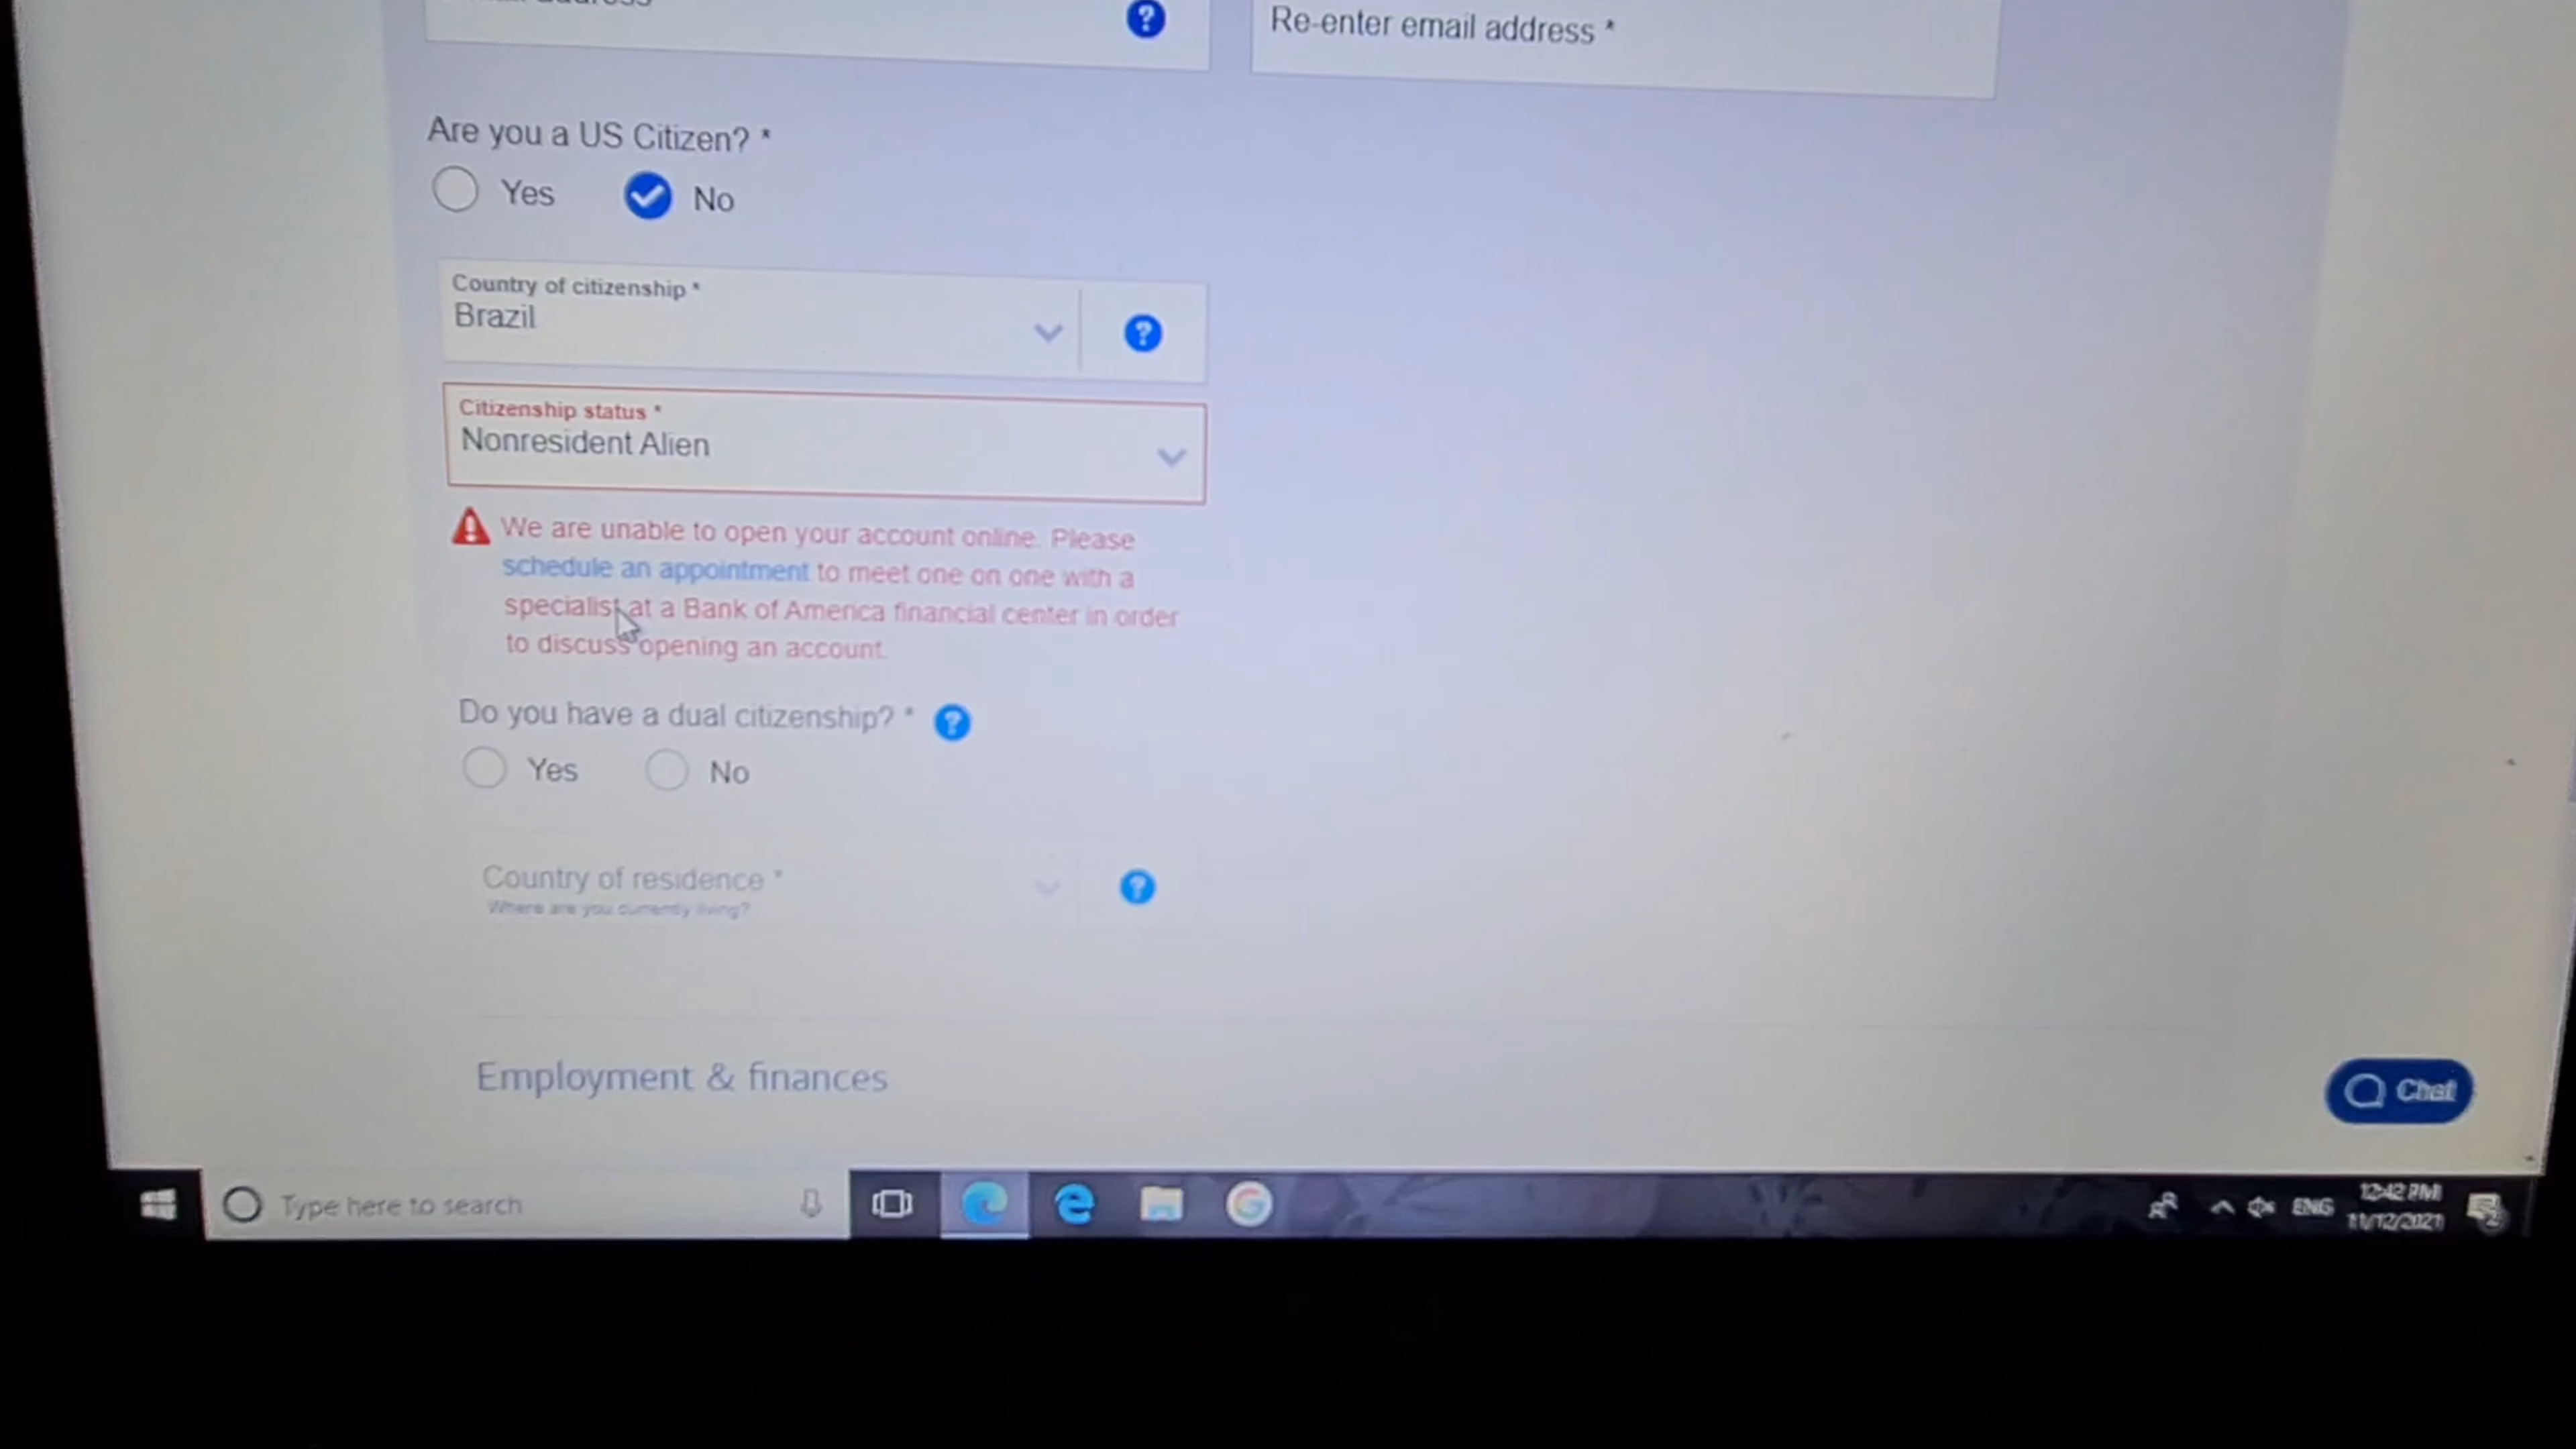 Re-enter email address *
Are you a US Citizen? *
Yes No
Country of citizenship *
Brazil
Citizenship status *
Nonresident Alien
We are unable to open your account online. Please
schedule an appointment to meet one on one with a
specialist at a Bank of America financial center in order
to discuss opening an account.
Do you have a dual citizenship? *
Yes No
Country of residence *
Where are you currently living?
Employment & finances
Chat
Type here to search
ENG
12:42 PM
11/12/2021